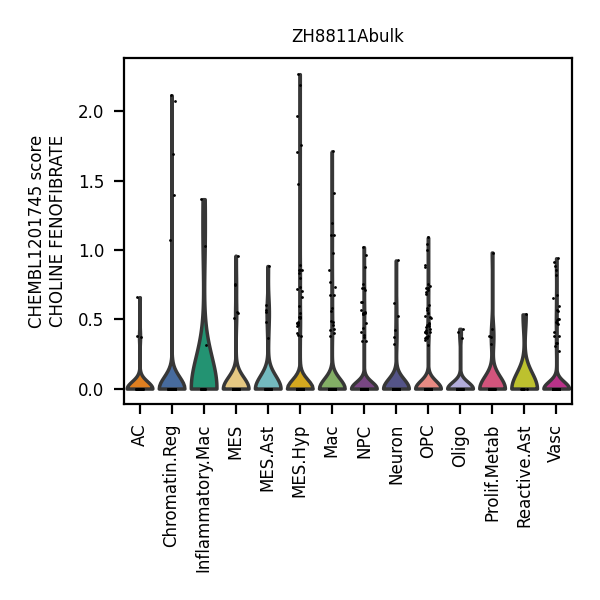 ZH8811Abulk
CHEMBL1201745 score
CHOLINE FENOFIBRATE
2.0
1.5
1.0
0.5
0.0
AC
Chromatin.Reg
Inflammatory.Mac
MES
MES.Ast
MES.Hyp
Mac
NPC
Neuron
OPC
Oligo
Prolif.Metab
Reactive.Ast
Vasc